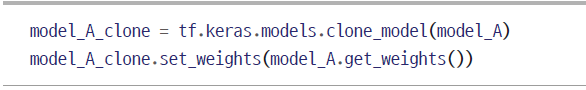 model_A_clone = tf.keras.models.clone_model(model_A)
model_A_clone.set_weights(model_A.get_weights())